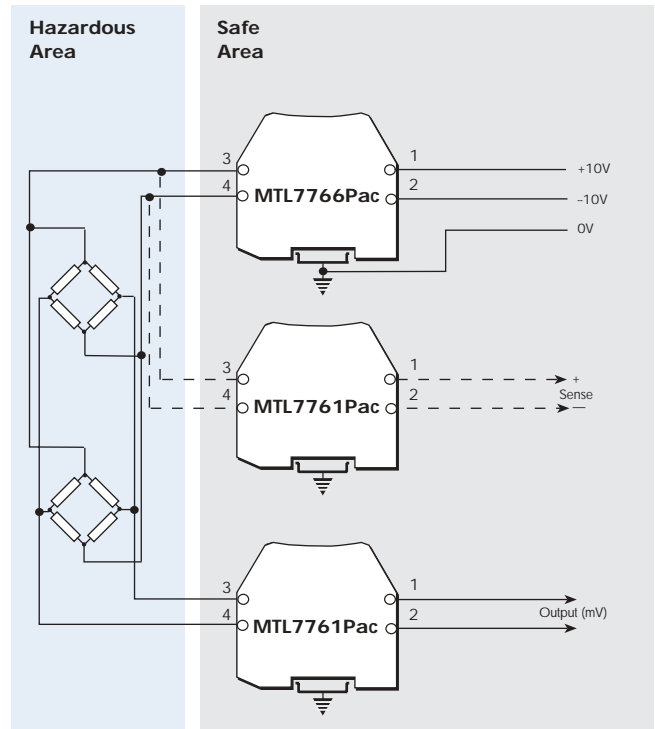 Hazardous
Area
Safe
Area
3
4
MTL7766Pac
1
2
+10V
–10V
0V
3
4
MTL7761Pac
1
2
+
Sense
—
3
4
MTL7761Pac
1
2
Output (mV)